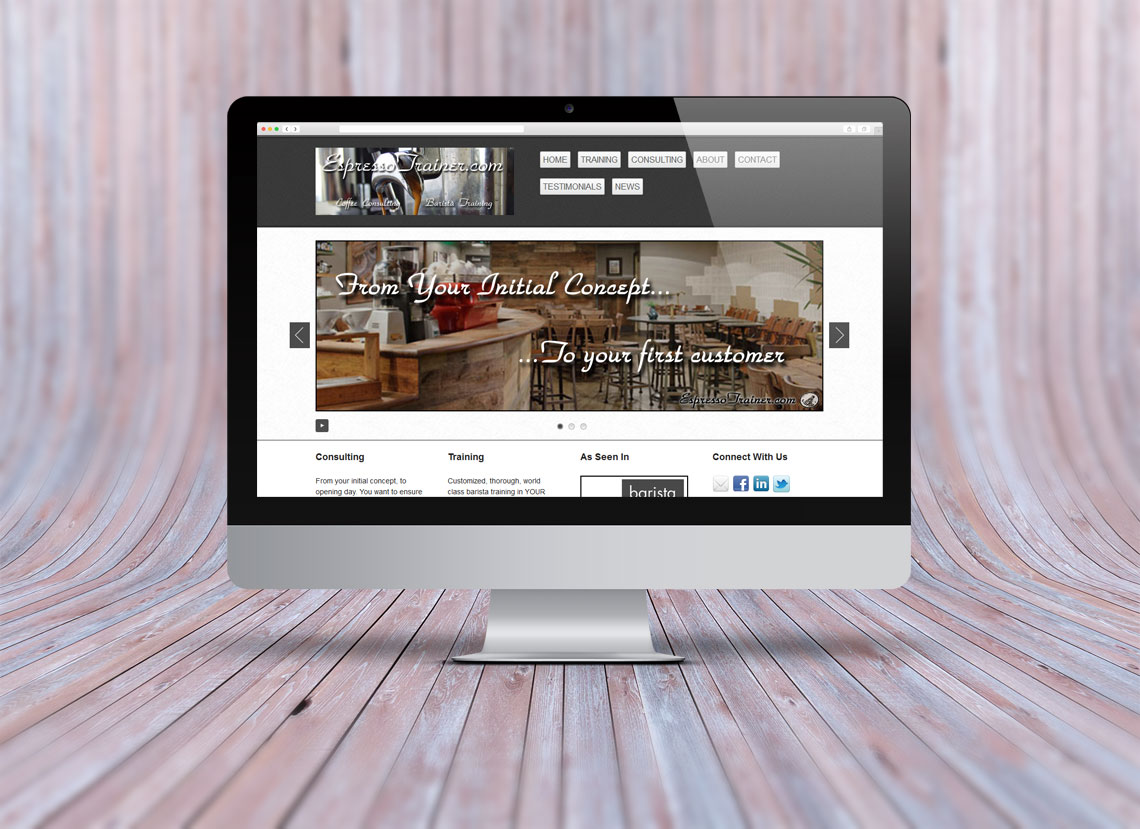 EspressoTrainer.com
Coffee Consulting Barista Training
HOME TRAINING CONSULTING ABOUT CONTACT
TESTIMONIALS NEWS
From Your Initial Concept...
...To your first customer
EspressoTrainer.com
Consulting Training As Seen In Connect With Us
From your initial concept, to
opening day. You want to ensure
Customized, thorough, world
class barista training in YOUR
barista
f
in